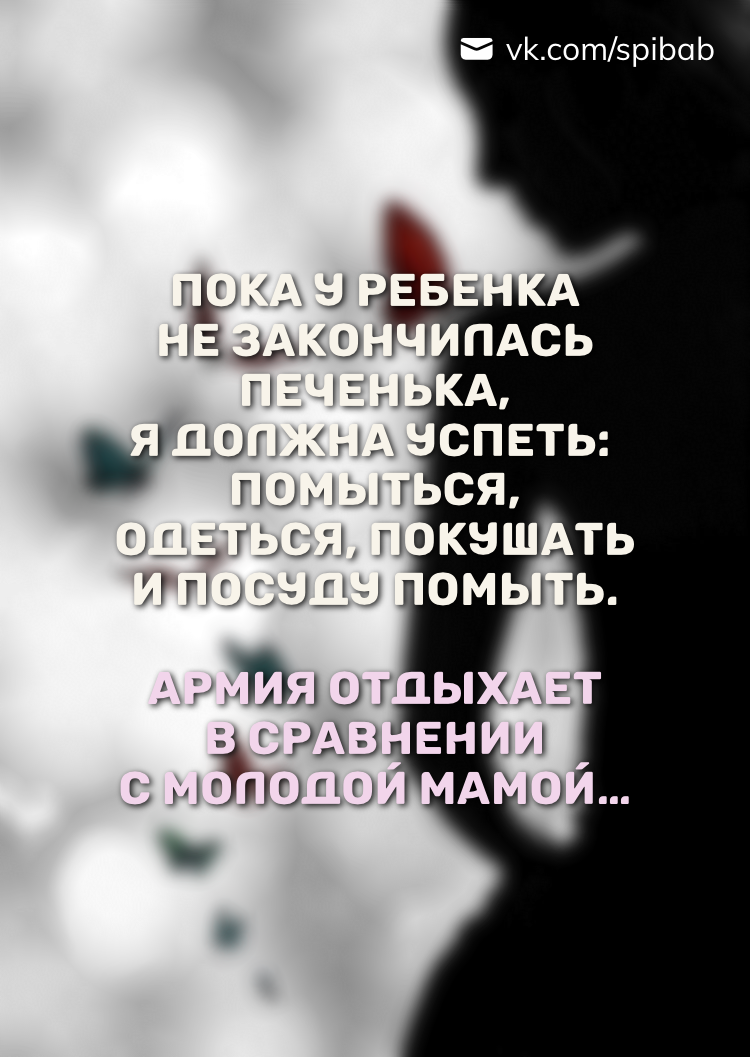 vk.com/spibab
ПОКА У РЕБЕНКА
НЕ ЗАКОНЧИЛАСЬ
ПЕЧЕНЬКА,
Я ДОЛЖНА УСПЕТЬ:
ПОМЫТЬСЯ,
ОДЕТЬСЯ, ПОКУШАТЬ
И ПОСУДУ ПОМЫТЬ.
АРМИЯ ОТДЫХАЕТ
В СРАВНЕНИИ
С МОЛОДОЙ МАМОЙ...